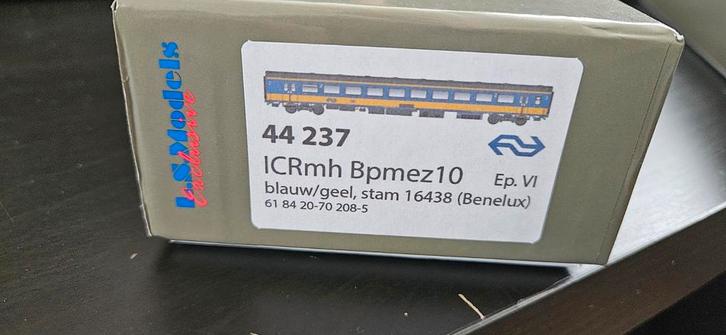 LSModels
Exclusive
44 237
ICRmh Bpmez10
Ep. VI
blauw/geel, stam 16438 (Benelux)
61 84 20-70 208-5